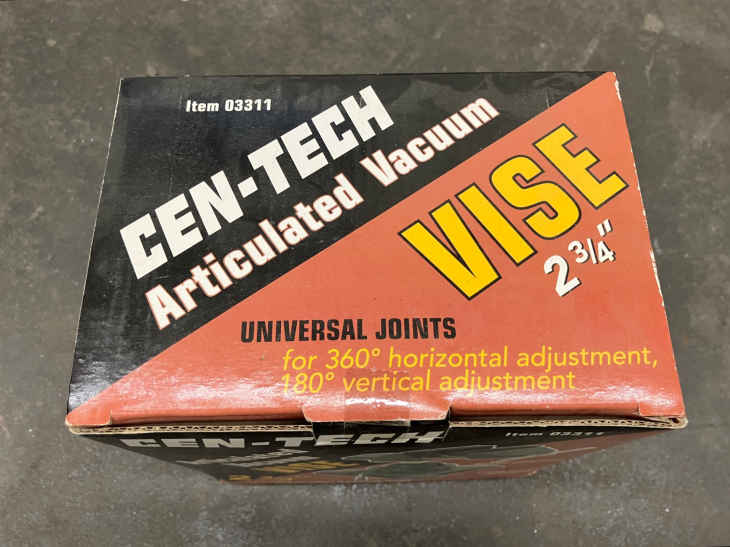 Item 03311
CEN-TECH
Articulated Vacuum
VISE
2 3/4"
UNIVERSAL JOINTS
for 360° horizontal adjustment,
180° vertical adjustment
CEN-TECH
Item 03311